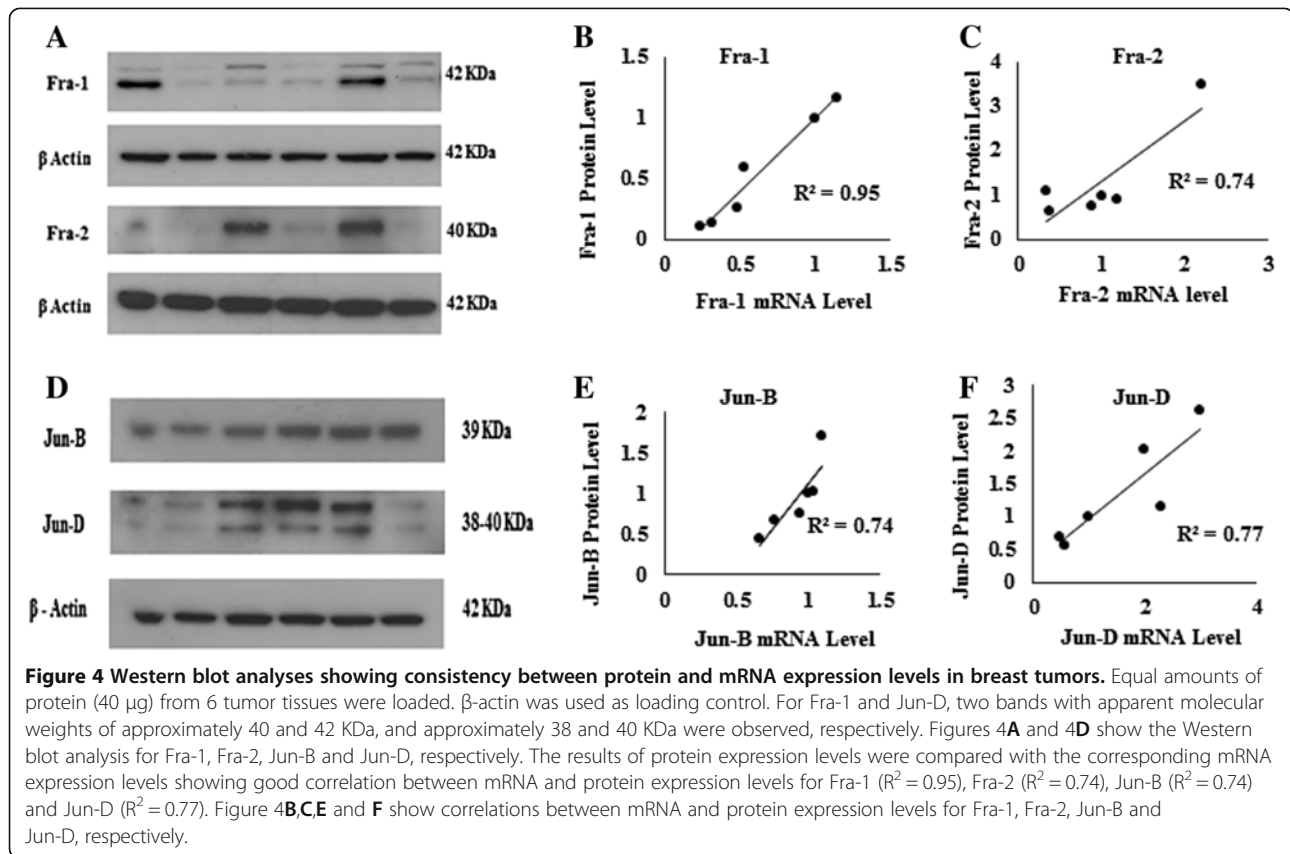 A
Fra-1
42 KDa
β Actin
42 KDa
Fra-2
40 KDa
β Actin
42 KDa
B
Fra-1
1.5
1
0.5
0
Fra-1 Protein Level
R² = 0.95
0 0.5 1 1.5
Fra-1 mRNA Level
C
Fra-2
4
3
2
1
0
Fra-2 Protein Level
R² = 0.74
0 1 2 3
Fra-2 mRNA level
D
Jun-B
39 KDa
Jun-D
38-40 KDa
β - Actin
42 KDa
E
Jun-B
2
1.5
1
0.5
0
Jun-B Protein Level
R² = 0.74
0 0.5 1 1.5
Jun-B mRNA Level
F
Jun-D
3
2.5
2
1.5
1
0.5
0
Jun-D Protein Level
R² = 0.77
0 2 4
Jun-D mRNA Level
Figure 4 Western blot analyses showing consistency between protein and mRNA expression levels in breast tumors. Equal amounts of
protein (40 μg) from 6 tumor tissues were loaded. β-actin was used as loading control. For Fra-1 and Jun-D, two bands with apparent molecular
weights of approximately 40 and 42 KDa, and approximately 38 and 40 KDa were observed, respectively. Figures 4A and 4D show the Western
blot analysis for Fra-1, Fra-2, Jun-B and Jun-D, respectively. The results of protein expression levels were compared with the corresponding mRNA
expression levels showing good correlation between mRNA and protein expression levels for Fra-1 (R² = 0.95), Fra-2 (R² = 0.74), Jun-B (R² = 0.74)
and Jun-D (R² = 0.77). Figure 4B,C,E and F show correlations between mRNA and protein expression levels for Fra-1, Fra-2, Jun-B and
Jun-D, respectively.